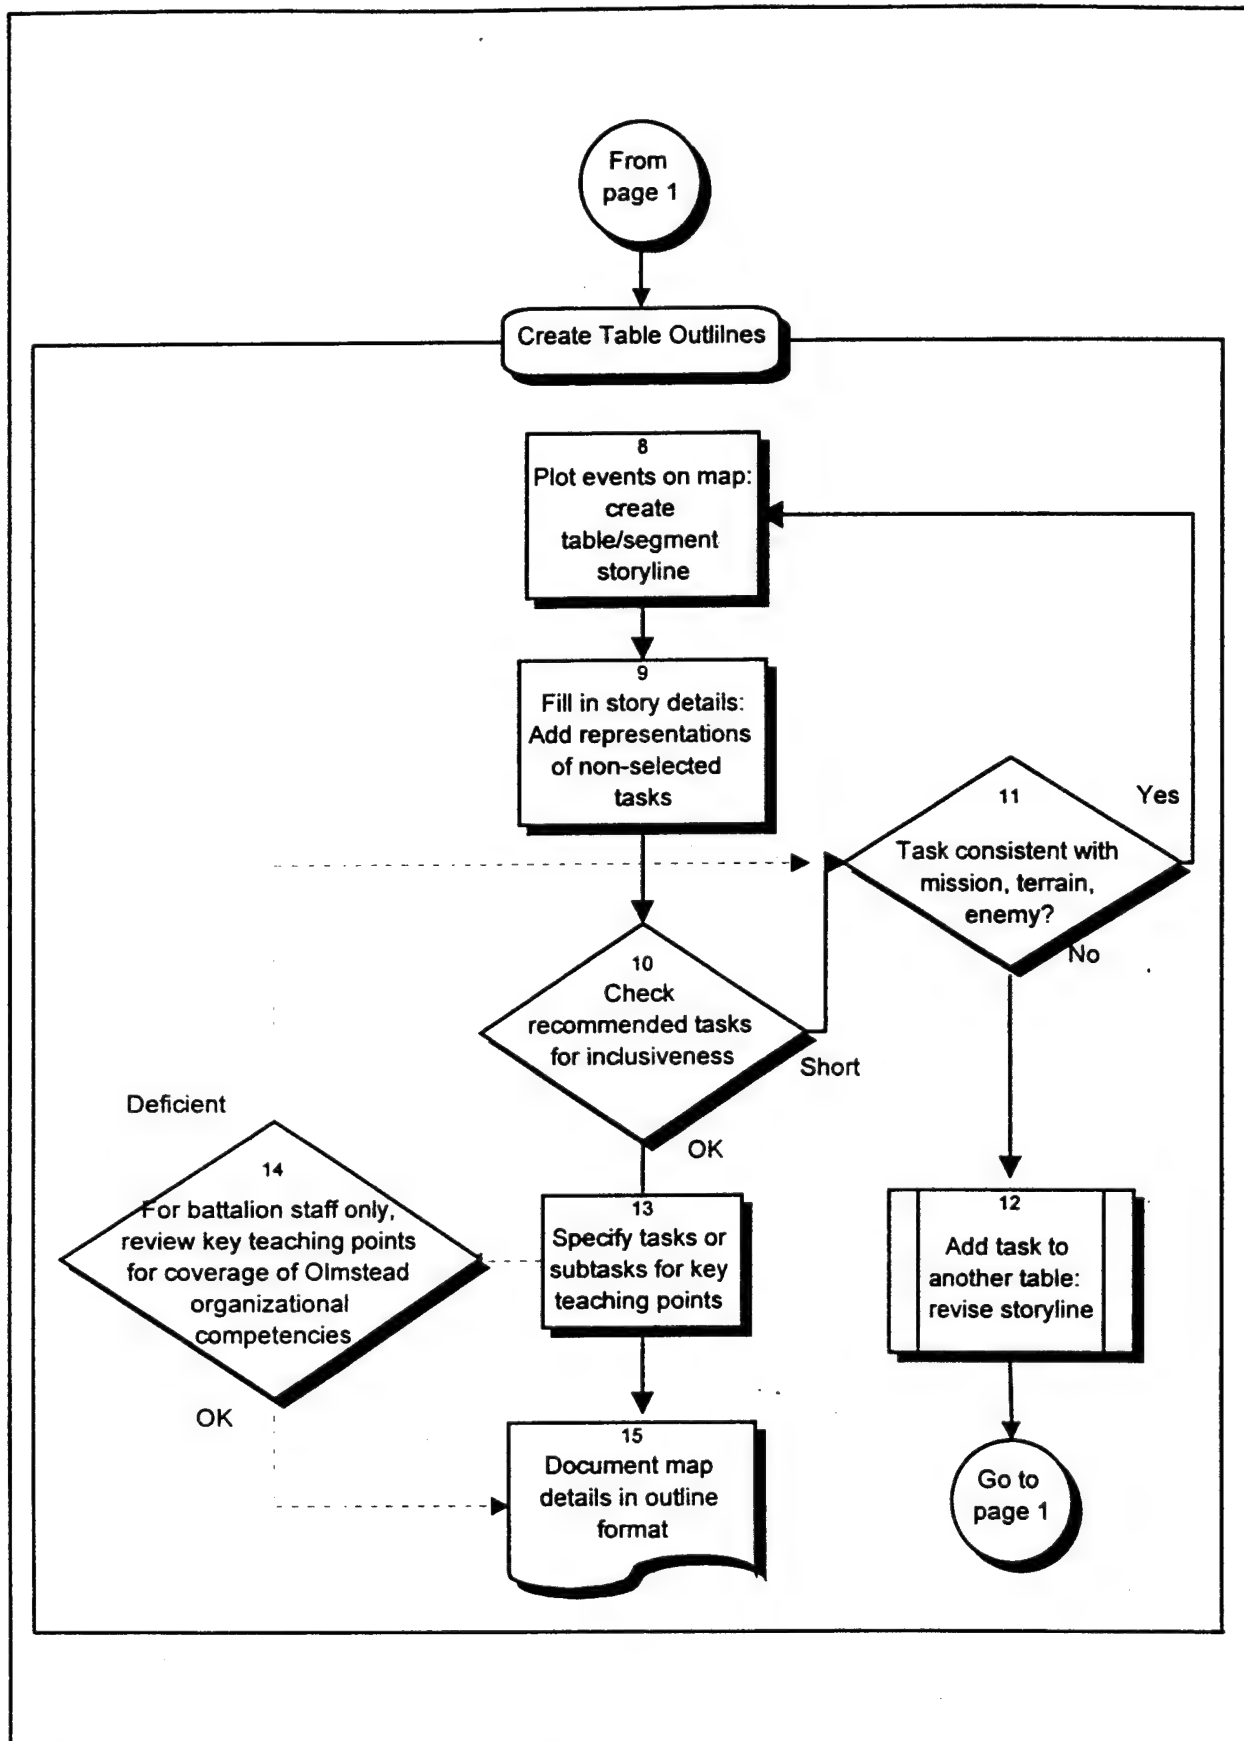 From
page 1
Create Table Outlilnes
8
Plot events on map:
create
table/segment
storyline
9
Fill in story details:
Add representations
of non-selected
tasks
11
Yes
Task consistent with
mission, terrain,
enemy?
No
10
Check
recommended tasks
for inclusiveness
Short
OK
Deficient
14
For battalion staff only,
review key teaching points
for coverage of Olmstead
organizational
competencies
OK
13
Specify tasks or
subtasks for key
teaching points
12
Add task to
another table:
revise storyline
15
Document map
details in outline
format
Go to
page 1